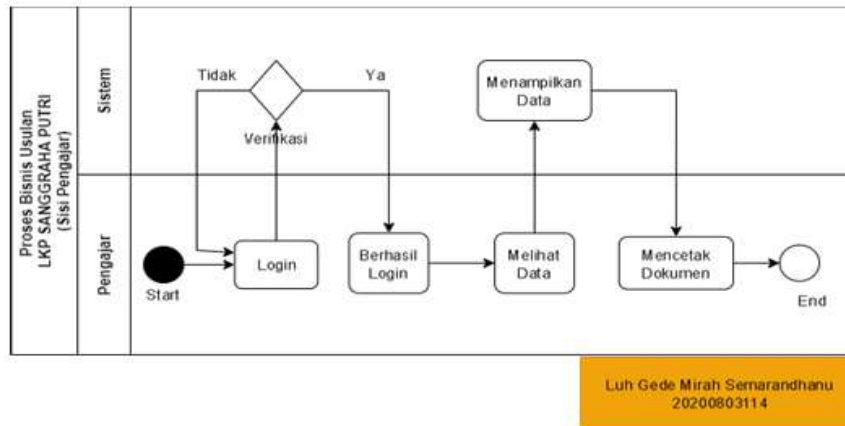 Proses Bisnis Usulan
LKP SANGGRAHA PUTRI
(Sisi Pengajar)
Sistem
Tidak
Ya
Verifikasi
Menampilkan
Data
Pengajar
Start
Login
Berhasil
Login
Melihat
Data
Mencetak
Dokumen
End
Luh Gede Mirah Semarandhanu
20200803114